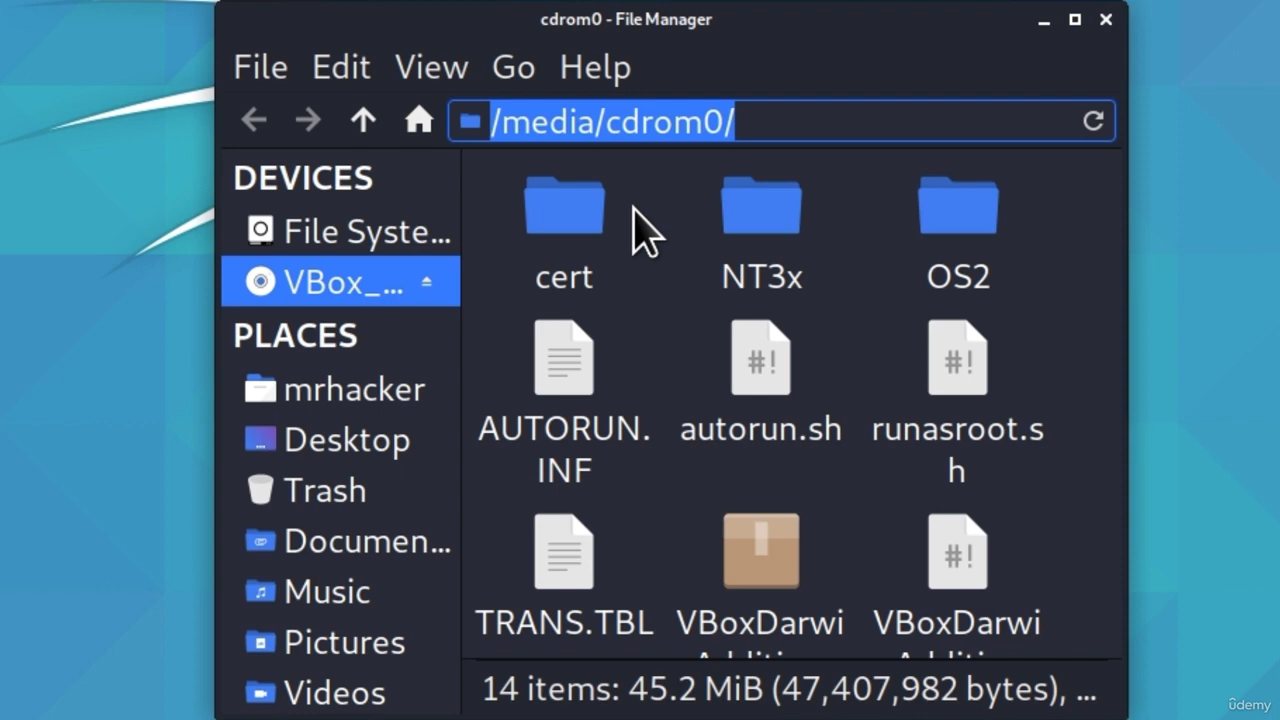 cdrom0 - File Manager
File Edit View Go Help
/media/cdrom0/
DEVICES
File Syste...
VBox_...
PLACES
mrhacker
Desktop
Trash
Documen...
Music
Pictures
Videos
cert NT3x OS2
AUTORUN. autorun.sh runasroot.s
INF h
TRANS.TBL VBoxDarwi VBoxDarwi
14 items: 45.2 MiB (47,407,982 bytes), ...
ûdemy